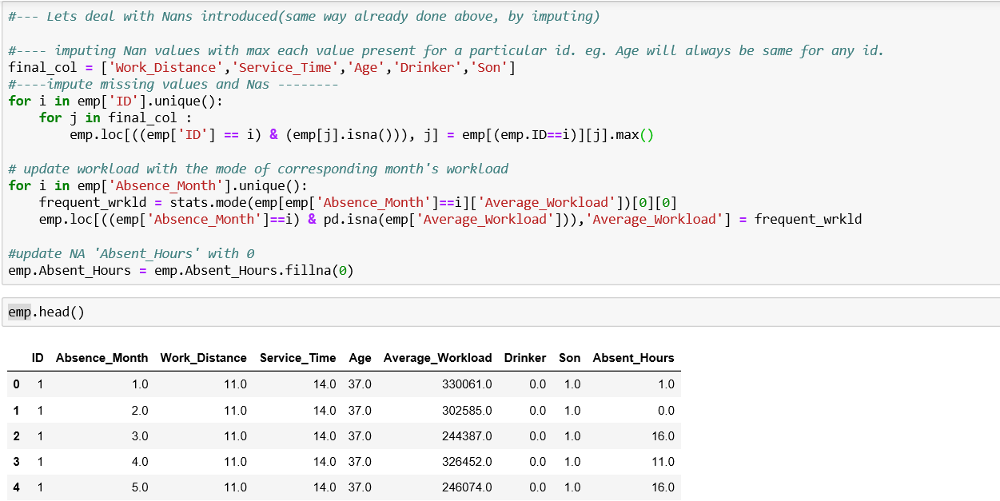 #--- Lets deal with Nans introduced(same way already done above, by imputing)
#---- imputing Nan values with max each value present for a particular id. eg. Age will always be same for any id.
final_col = ['Work_Distance','Service_Time','Age','Drinker','Son']
#----impute missing values and Nas --------
for i in emp['ID'].unique():
    for j in final_col :
        emp.loc[((emp['ID'] == i) & (emp[j].isna())), j] = emp[(emp.ID==i)][j].max()
# update workload with the mode of corresponding month's workload
for i in emp['Absence_Month'].unique():
    frequent_wrkld = stats.mode(emp[emp['Absence_Month']==i]['Average_Workload'])[0][0]
    emp.loc[((emp['Absence_Month']==i) & pd.isna(emp['Average_Workload'])),'Average_Workload'] = frequent_wrkld
#update NA 'Absent_Hours' with 0
emp.Absent_Hours = emp.Absent_Hours.fillna(0)
emp.head()
ID Absence_Month Work_Distance Service_Time Age Average_Workload Drinker Son Absent_Hours
0 1 1.0 11.0 14.0 37.0 330061.0 0.0 1.0 1.0
1 1 2.0 11.0 14.0 37.0 302585.0 0.0 1.0 0.0
2 1 3.0 11.0 14.0 37.0 244387.0 0.0 1.0 16.0
3 1 4.0 11.0 14.0 37.0 326452.0 0.0 1.0 11.0
4 1 5.0 11.0 14.0 37.0 246074.0 0.0 1.0 16.0